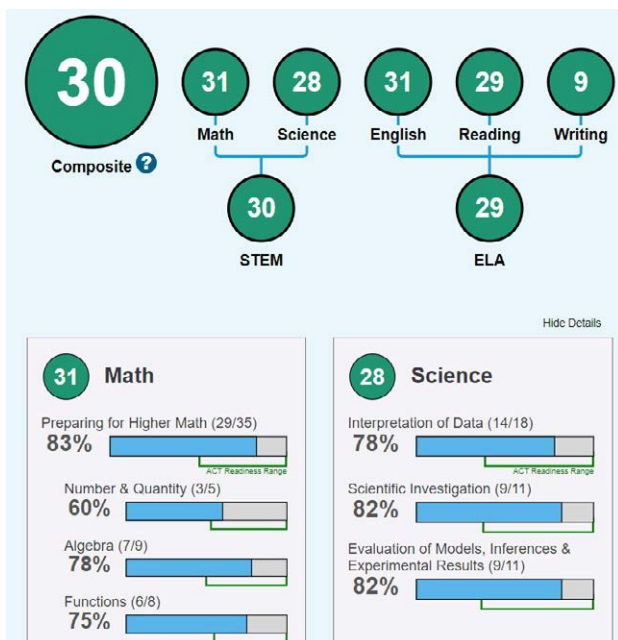 30
Composite ?
31
Math
28
Science
31
English
29
Reading
9
Writing
30
STEM
29
ELA
Hide Details
31 Math
Preparing for Higher Math (29/35)
83%
ACT Readiness Range
Number & Quantity (3/5)
60%
Algebra (7/9)
78%
Functions (6/8)
75%
28 Science
Interpretation of Data (14/18)
78%
ACT Readiness Range
Scientific Investigation (9/11)
82%
Evaluation of Models, Inferences &
Experimental Results (9/11)
82%